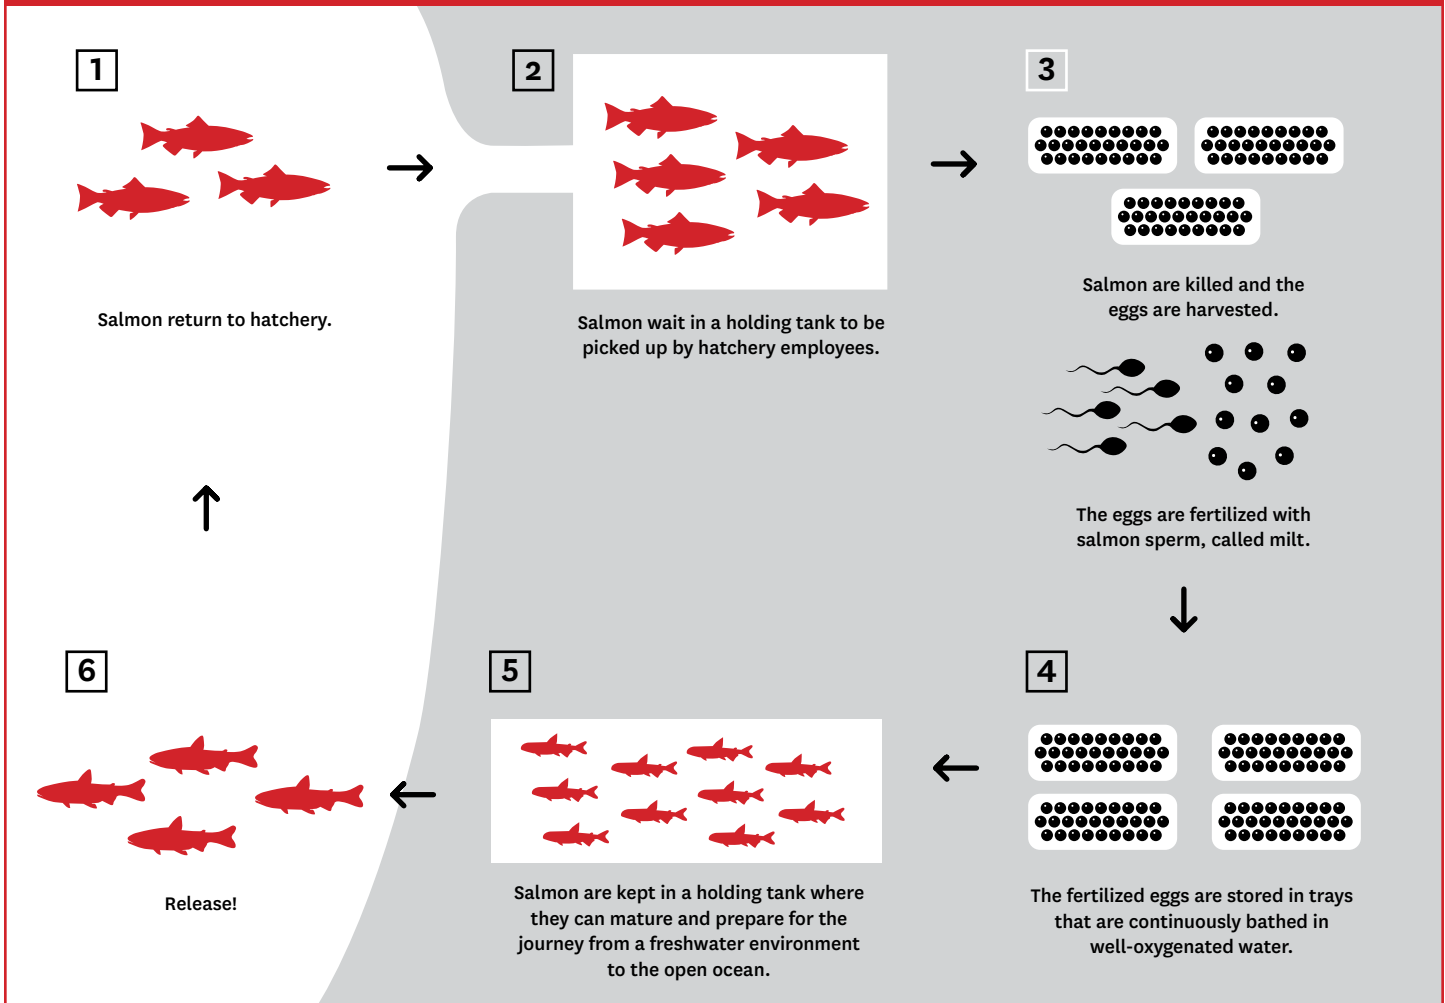 1
Salmon return to hatchery.
2
Salmon wait in a holding tank to be
picked up by hatchery employees.
3
Salmon are killed and the
eggs are harvested.
The eggs are fertilized with
salmon sperm, called milt.
4
The fertilized eggs are stored in trays
that are continuously bathed in
well-oxygenated water.
5
Salmon are kept in a holding tank where
they can mature and prepare for the
journey from a freshwater environment
to the open ocean.
6
Release!